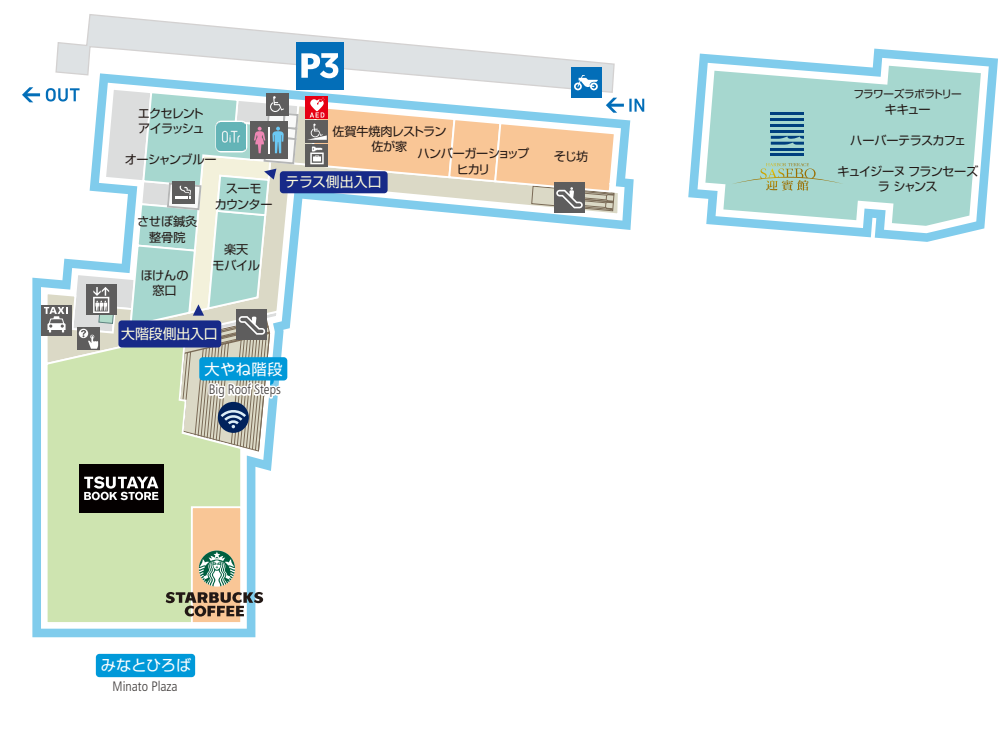 P3
OUT
IN
エクセレント
アイラッシュ
OiTr
AED
佐賀牛焼肉レストラン
佐が家
ハンバーガーショップ
ヒカリ
そじ坊
オーシャンブルー
テラス側出入口
スーモ
カウンター
させぼ鍼灸
整骨院
楽天
モバイル
ほけんの
窓口
TAXI
?
大階段側出入口
大やね階段
Big Roof Steps
TSUTAYA
BOOK STORE
STARBUCKS
COFFEE
みなとひろば
Minato Plaza
フラワーズラボラトリー
キキュー
ハーバーテラスカフェ
キュイジーヌ フランセーズ
ラ シャンス
SASEBO
迎賓館